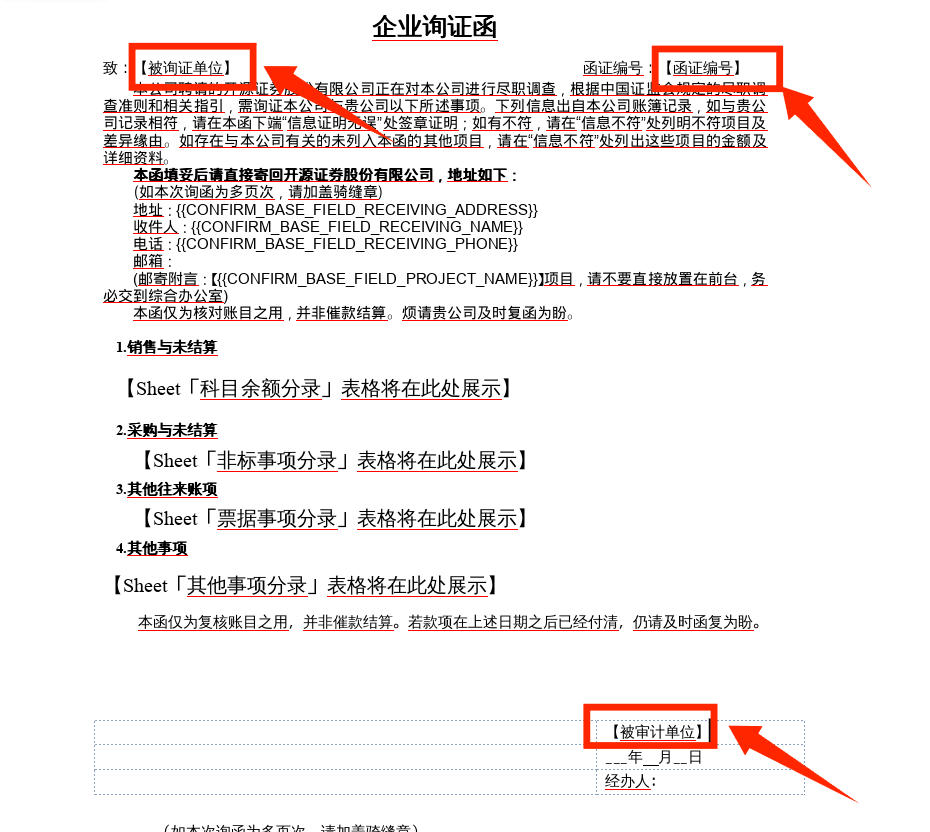 企业询证函
致：【被询证单位】 函证编号：【函证编号】
本公司聘请的开源证券股份有限公司正在对本公司进行尽职调查，根据中国证监会规定的尽职调
查准则和相关指引，需询证本公司与贵公司以下所述事项。下列信息出自本公司账簿记录，如与贵公
司记录相符，请在本函下端“信息证明无误”处签章证明；如有不符，请在“信息不符”处列明不符项目及
差异缘由。如存在与本公司有关的未列入本函的其他项目，请在“信息不符”处列出这些项目的金额及
详细资料。
本函填妥后请直接寄回开源证券股份有限公司，地址如下：
(如本次询函为多页次，请加盖骑缝章)
地址：{{CONFIRM_BASE_FIELD_RECEIVING_ADDRESS}}
收件人：{{CONFIRM_BASE_FIELD_RECEIVING_NAME}}
电话：{{CONFIRM_BASE_FIELD_RECEIVING_PHONE}}
邮箱：
(邮寄附言：【{{CONFIRM_BASE_FIELD_PROJECT_NAME}}】项目，请不要直接放置在前台，务
必交到综合办公室)
本函仅为核对账目之用，并非催款结算。烦请贵公司及时复函为盼。
1.销售与未结算
【Sheet「科目余额分录」表格将在此处展示】
2.采购与未结算
【Sheet「非标事项分录」表格将在此处展示】
3.其他往来账项
【Sheet「票据事项分录」表格将在此处展示】
4.其他事项
【Sheet「其他事项分录」表格将在此处展示】
本函仅为复核账目之用，并非催款结算。若款项在上述日期之后已经付清，仍请及时函复为盼。
【被审计单位】
___年__月__日
经办人：
（如本次询函为多页次，请加盖骑缝章）